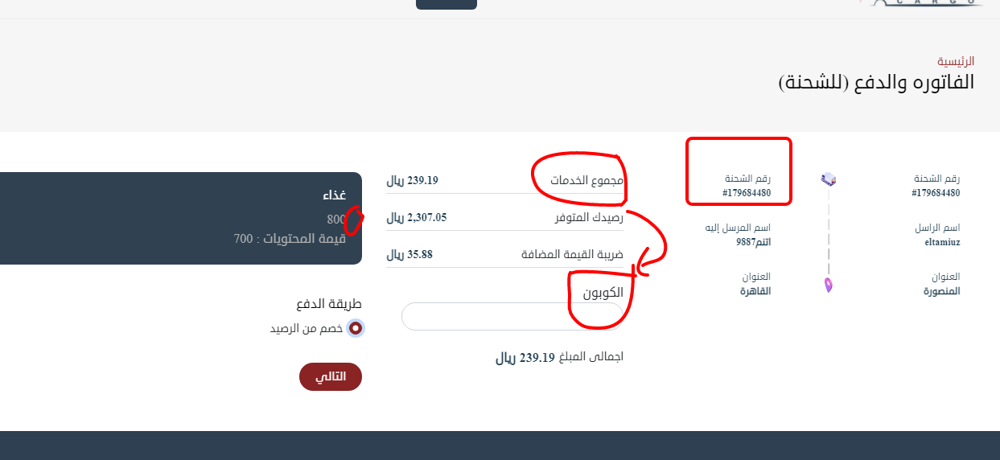 CARGO
الرئيسية
الفاتوره والدفع (للشحنة)
رقم الشحنة
#179684480
اسم الراسل
eltamiuz
العنوان
المنصورة
رقم الشحنة
#179684480
اسم المرسل إليه
اتنم9887
العنوان
القاهرة
مجموع الخدمات 239.19 ريال
رصيدك المتوفر 2,307.05 ريال
ضريبة القيمة المضافة 35.88 ريال
الكوبون
اجمالى المبلغ 239.19 ريال
غذاء
800
قيمة المحتويات : 700
طريقة الدفع
خصم من الرصيد
التالي